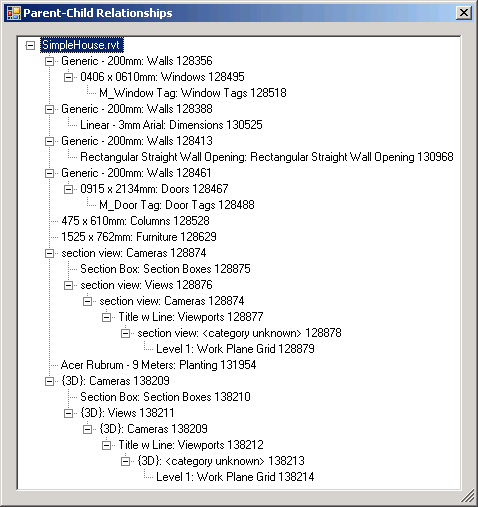 Parent-Child Relationships
SimpleHouse.rvt
Generic - 200mm: Walls 128356
0406 x 0610mm: Windows 128495
M_Window Tag: Window Tags 128518
Generic - 200mm: Walls 128388
Linear - 3mm Arial: Dimensions 130525
Generic - 200mm: Walls 128413
Rectangular Straight Wall Opening: Rectangular Straight Wall Opening 130968
Generic - 200mm: Walls 128461
0915 x 2134mm: Doors 128467
M_Door Tag: Door Tags 128488
475 x 610mm: Columns 128528
1525 x 762mm: Furniture 128629
section view: Cameras 128874
Section Box: Section Boxes 128875
section view: Views 128876
section view: Cameras 128874
Title w Line: Viewports 128877
section view: <category unknown> 128878
Level 1: Work Plane Grid 128879
Acer Rubrum - 9 Meters: Planting 131954
{3D}: Cameras 138209
Section Box: Section Boxes 138210
{3D}: Views 138211
{3D}: Cameras 138209
Title w Line: Viewports 138212
{3D}: <category unknown> 138213
Level 1: Work Plane Grid 138214